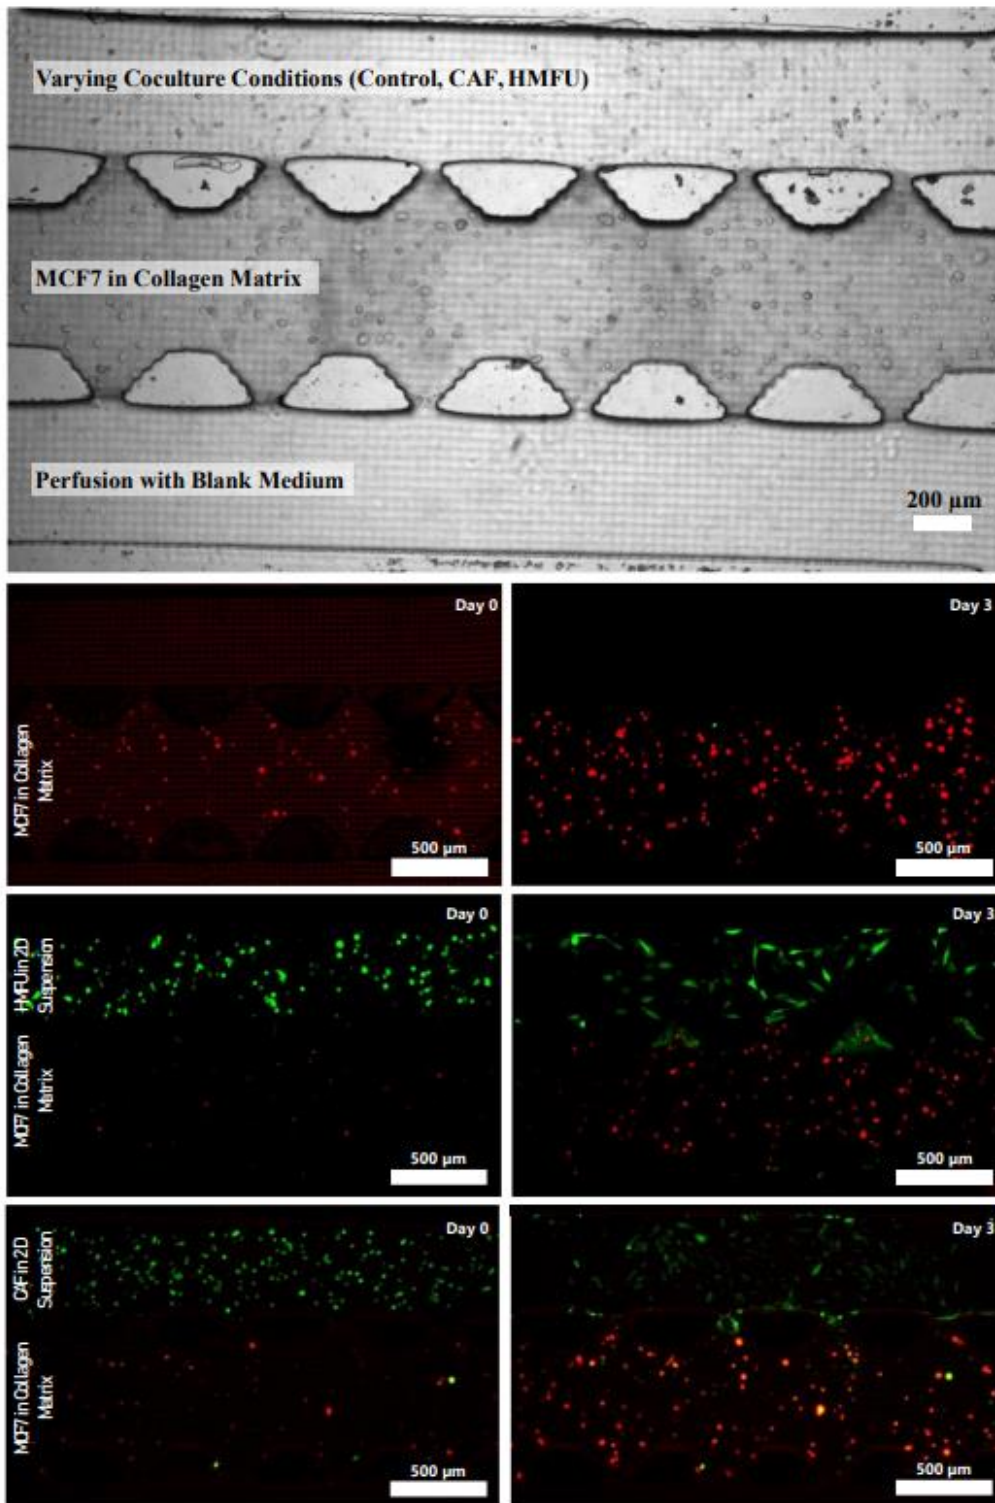 Varying Coculture Conditions (Control, CAF, HMFU)
MCF7 in Collagen Matrix
Perfusion with Blank Medium
200 µm
Day 0
MCF7 in Collagen
Matrix
500 µm
Day 3
500 µm
Day 0
HMFU in 2D
Suspension
MCF7 in Collagen
Matrix
500 µm
Day 3
500 µm
Day 0
CAF in 2D
Suspension
MCF7 in Collagen
Matrix
500 µm
Day 3
500 µm